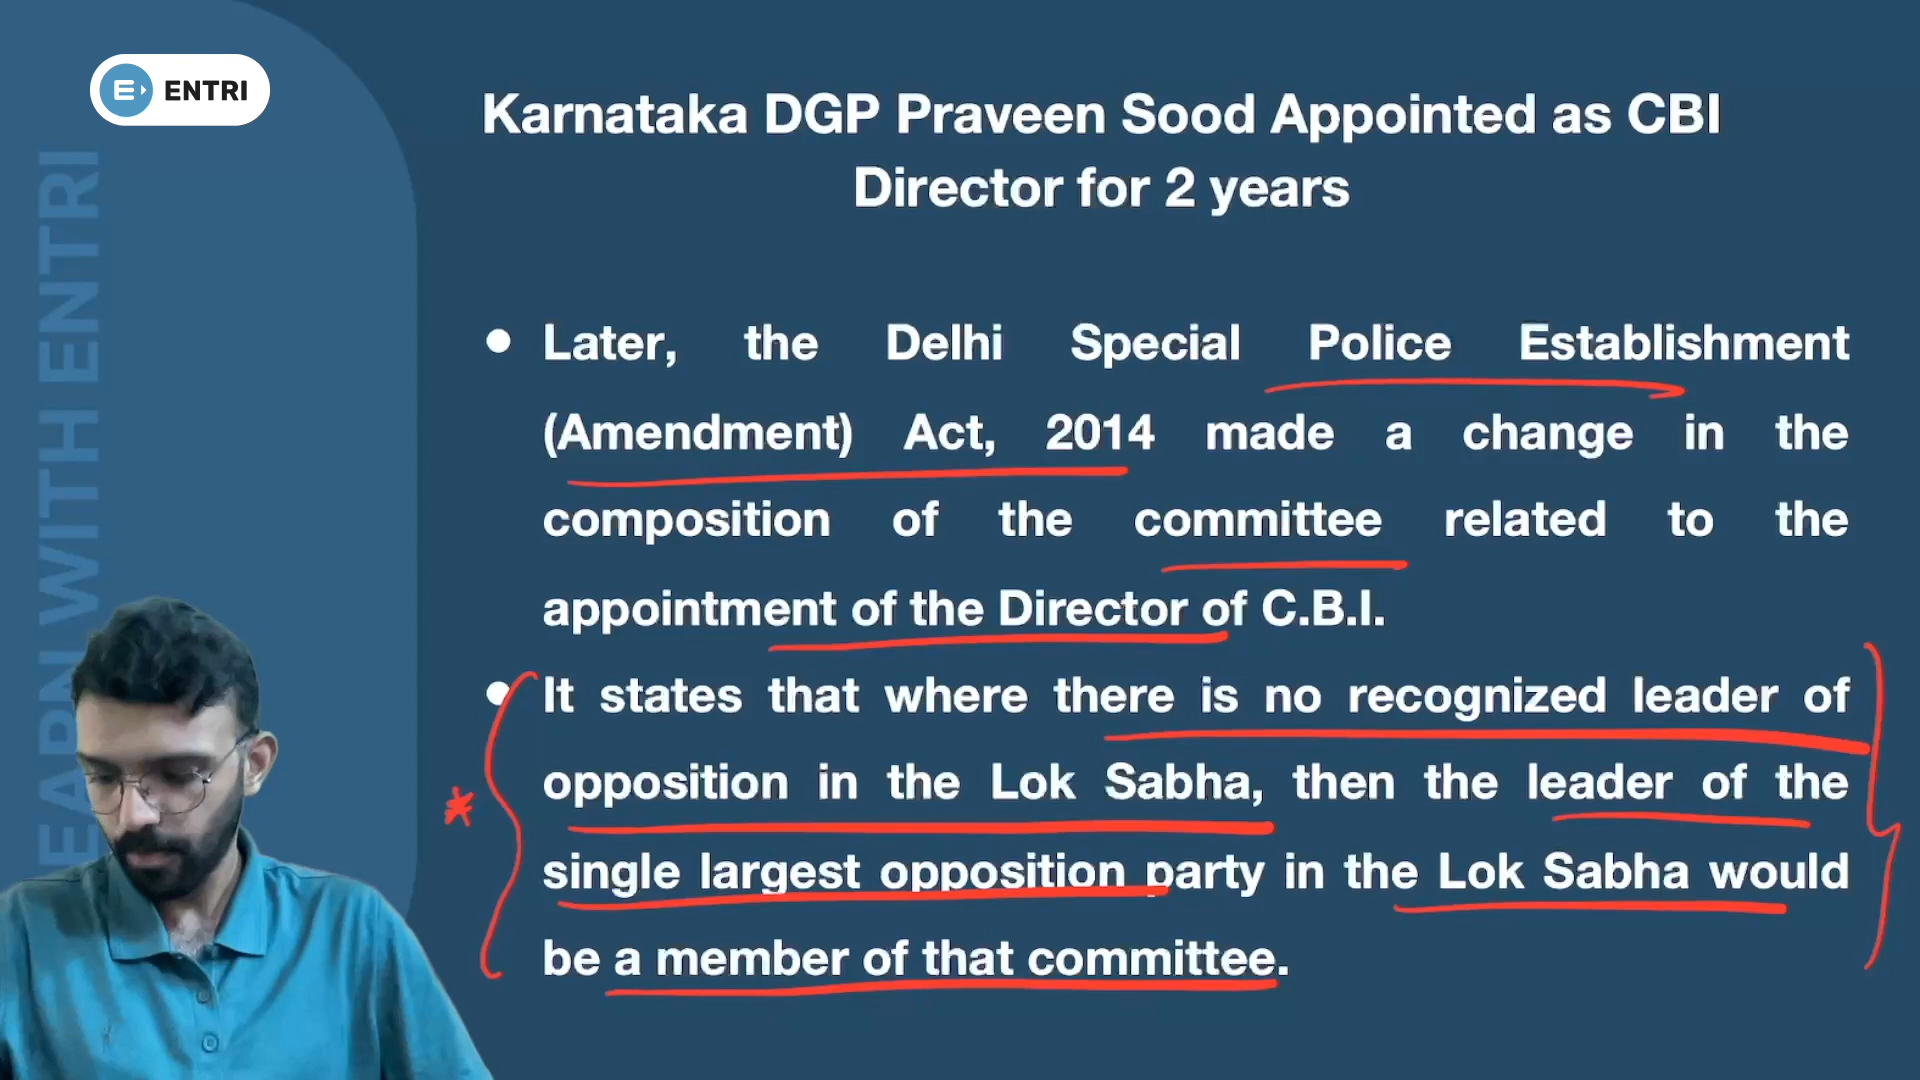 ENTRI
EARN WITH ENTRI
Karnataka DGP Praveen Sood Appointed as CBI
Director for 2 years
● Later, the Delhi Special Police Establishment
(Amendment) Act, 2014 made a change in the
composition of the committee related to the
appointment of the Director of C.B.I.
● It states that where there is no recognized leader of
opposition in the Lok Sabha, then the leader of the
single largest opposition party in the Lok Sabha would
be a member of that committee.